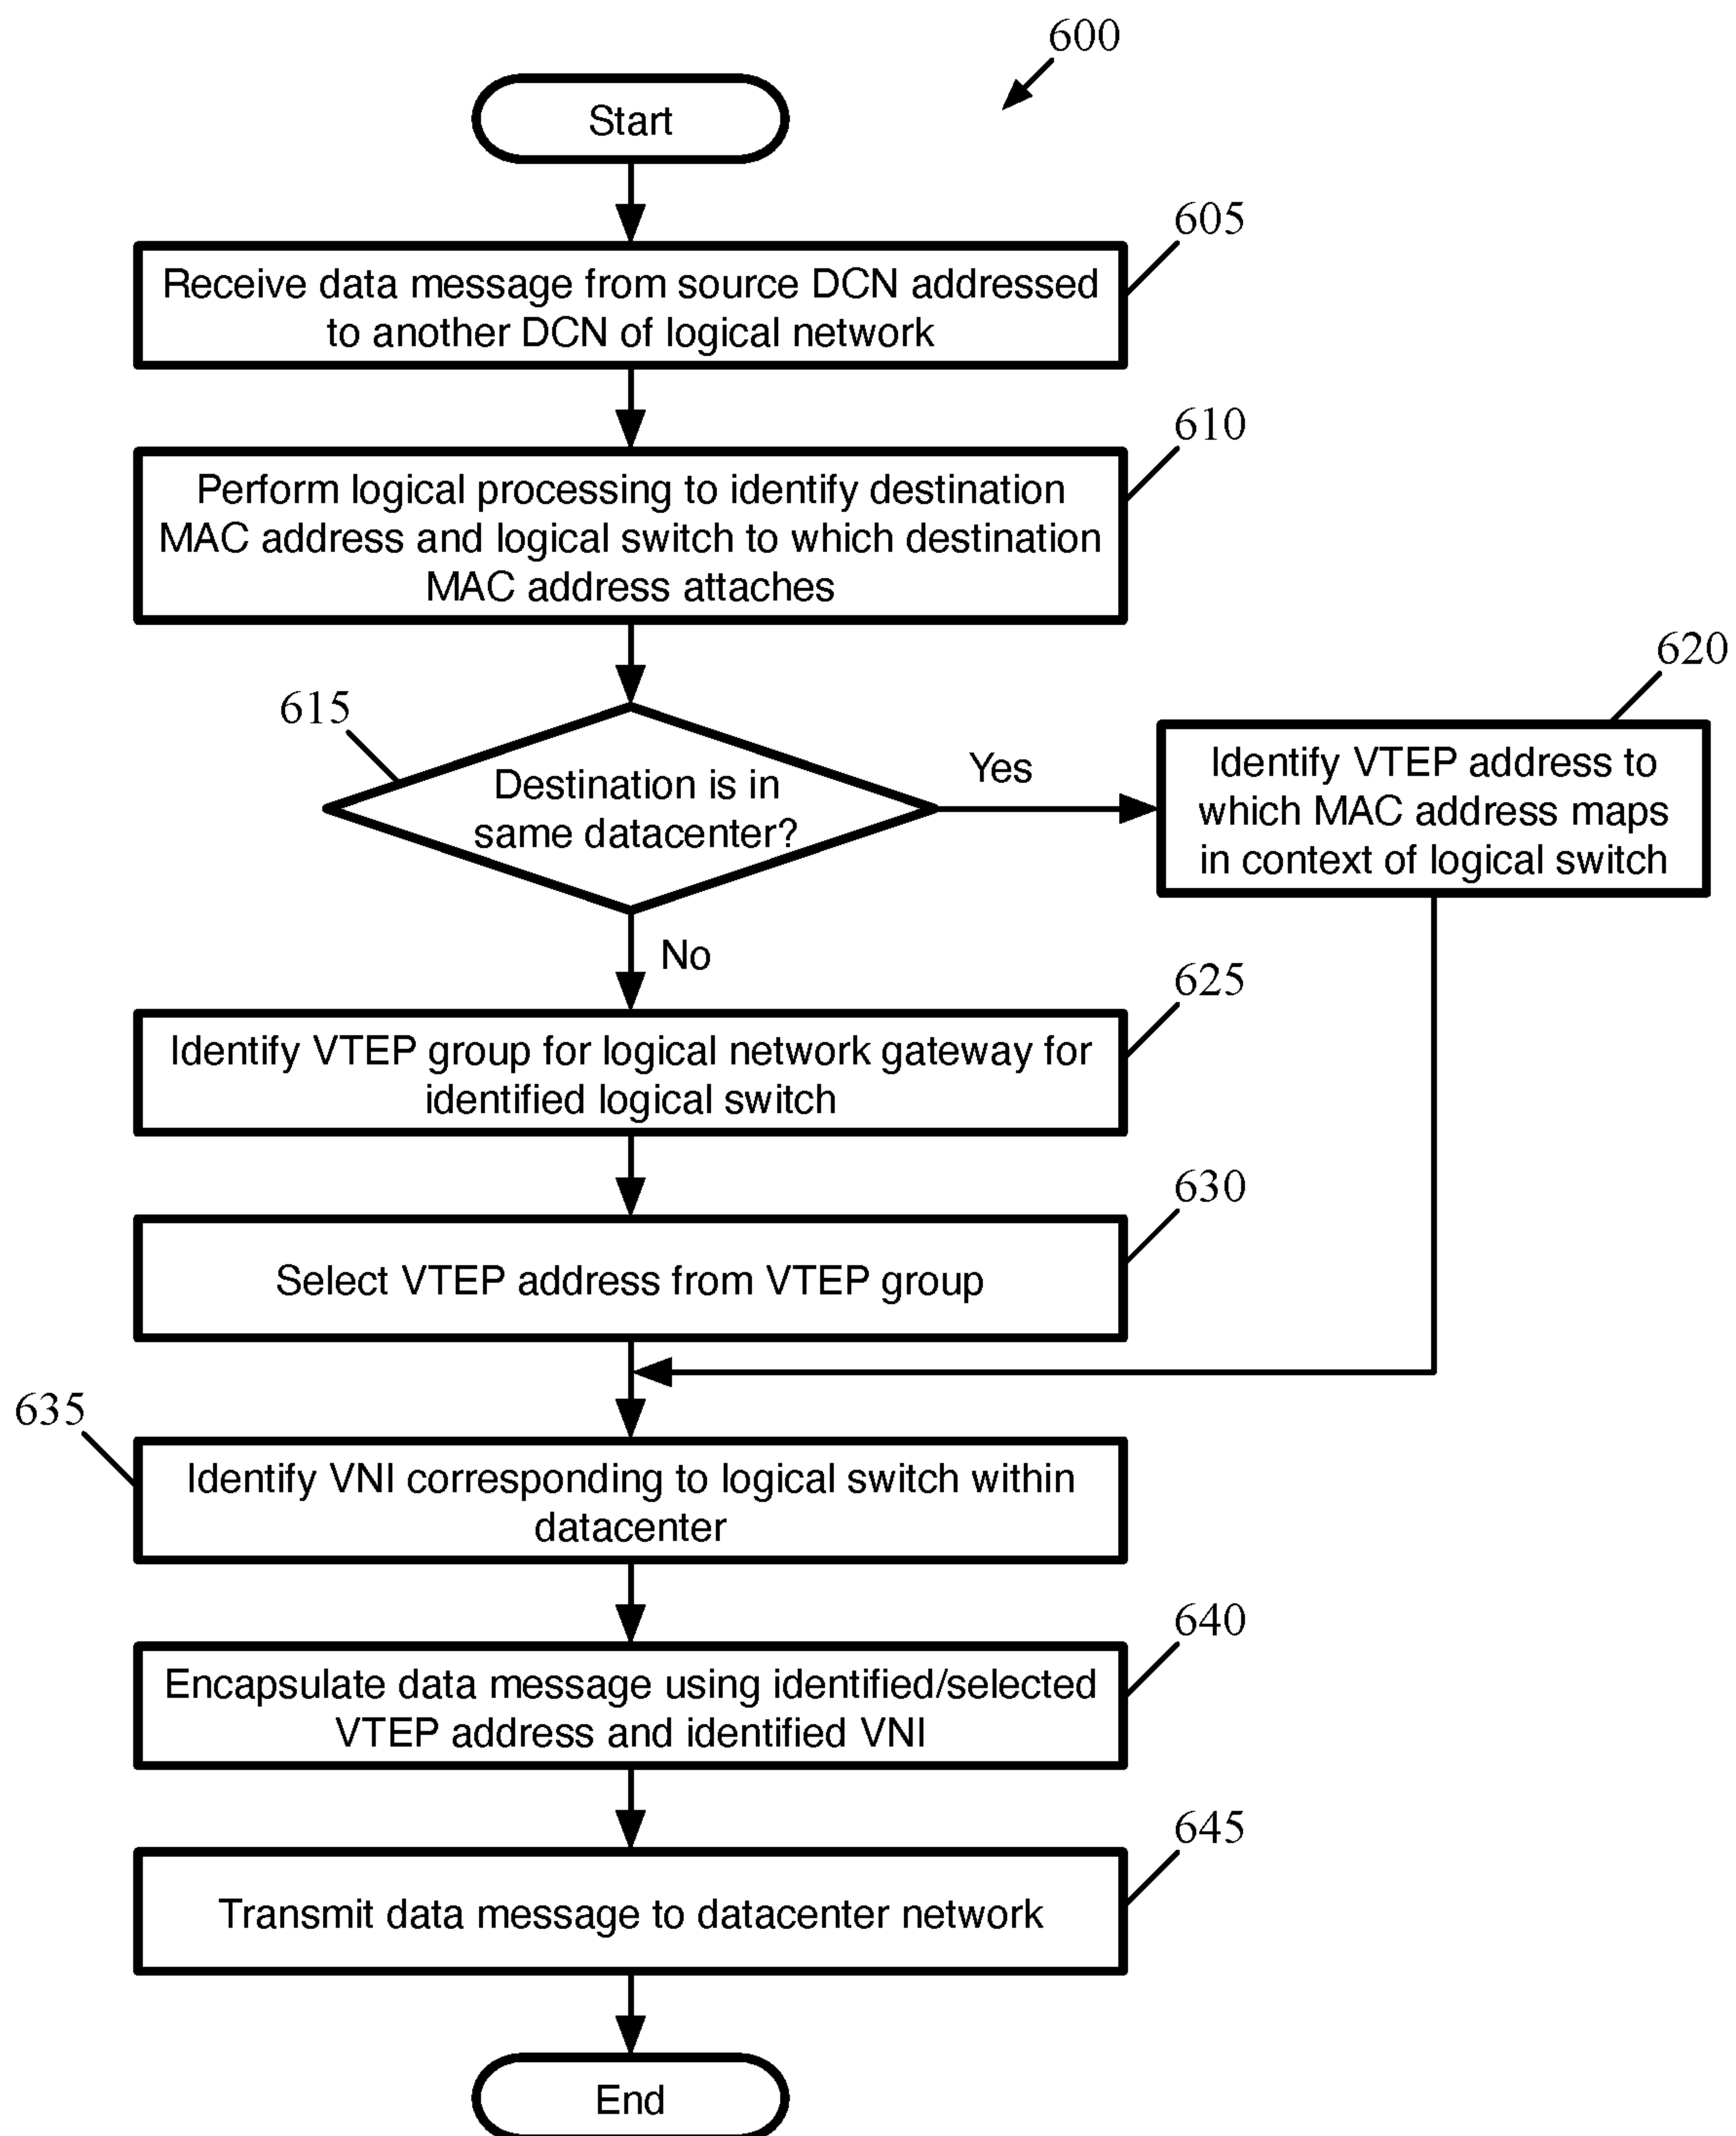 600
Start
605
Receive data message from source DCN addressed
to another DCN of logical network
610
Perform logical processing to identify destination
MAC address and logical switch to which destination
MAC address attaches
615
Destination is in
same datacenter?
Yes
620
Identify VTEP address to
which MAC address maps
in context of logical switch
No
625
Identify VTEP group for logical network gateway for
identified logical switch
630
Select VTEP address from VTEP group
635
Identify VNI corresponding to logical switch within
datacenter
640
Encapsulate data message using identified/selected
VTEP address and identified VNI
645
Transmit data message to datacenter network
End